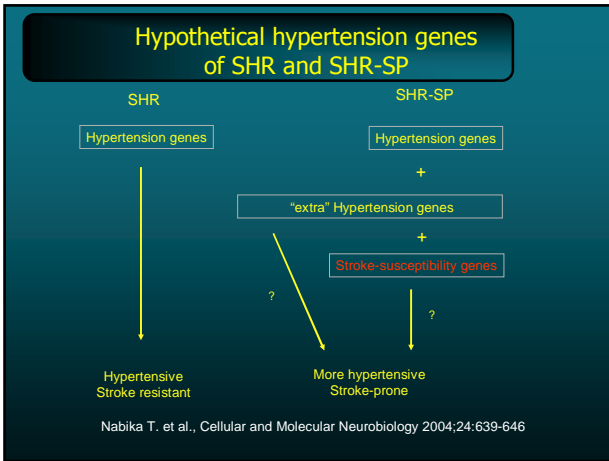 Hypothetical hypertension genes
of SHR and SHR-SP
SHR
SHR-SP
Hypertension genes
Hypertension genes
+
“extra” Hypertension genes
+
Stroke-susceptibility genes
?
?
Hypertensive
Stroke resistant
More hypertensive
Stroke-prone
Nabika T. et al., Cellular and Molecular Neurobiology 2004;24:639-646